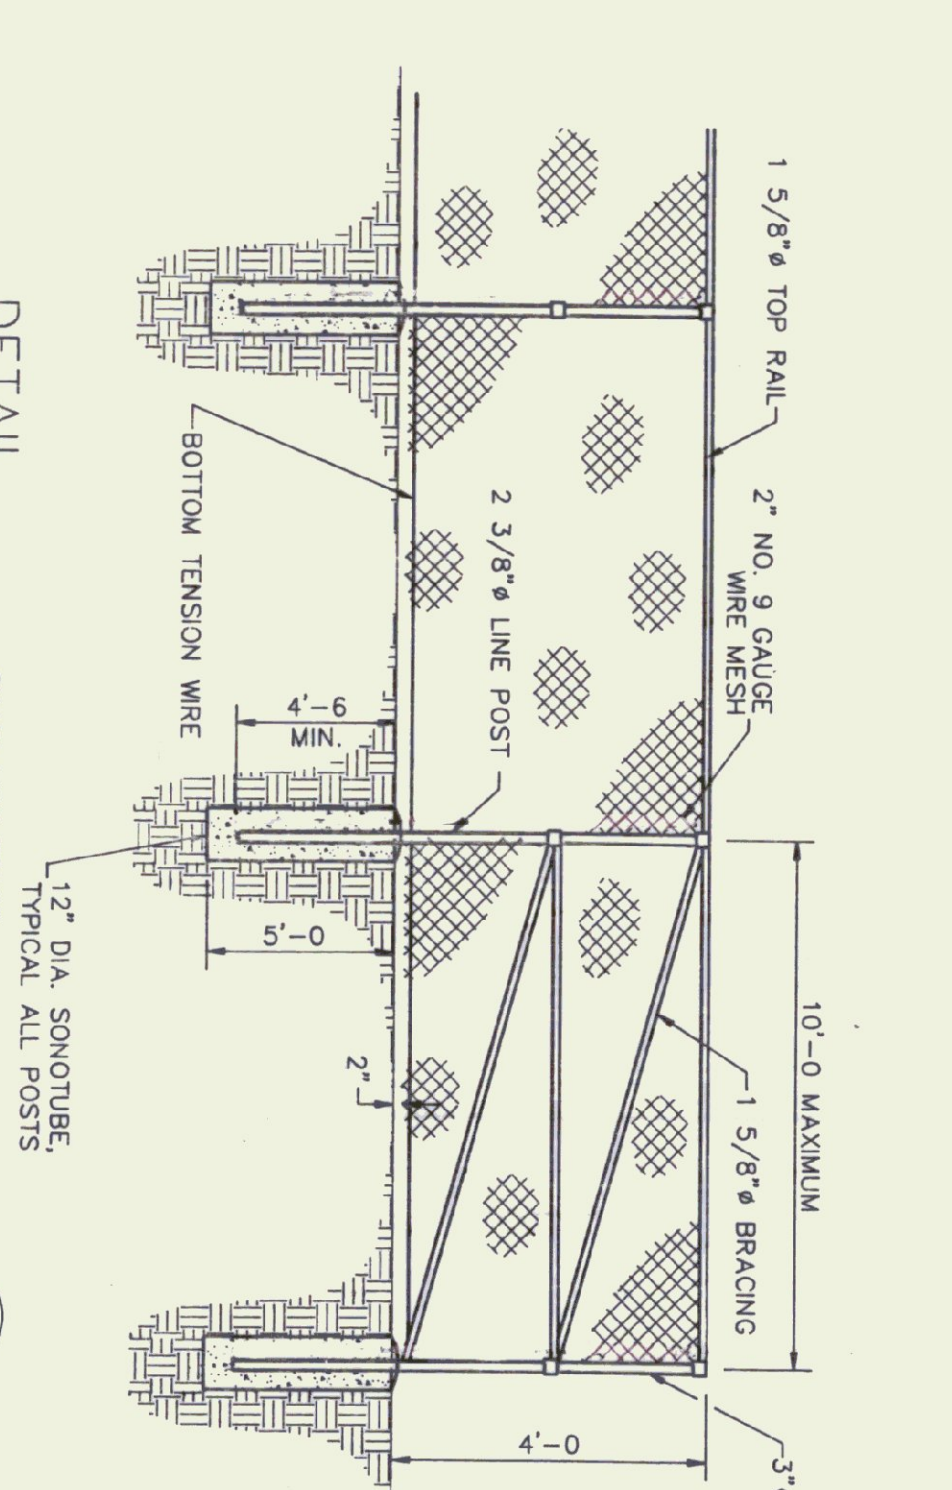 1 5/8"ø TOP RAIL
2" NO. 9 GAUGE
WIRE MESH
10'-0 MAXIMUM
1 5/8"ø BRACING
3"
2 3/8"ø LINE POST
4'-0
BOTTOM TENSION WIRE
4'-6
MIN.
5'-0
2"
12" DIA. SONOTUBE,
TYPICAL ALL POSTS
DETAIL